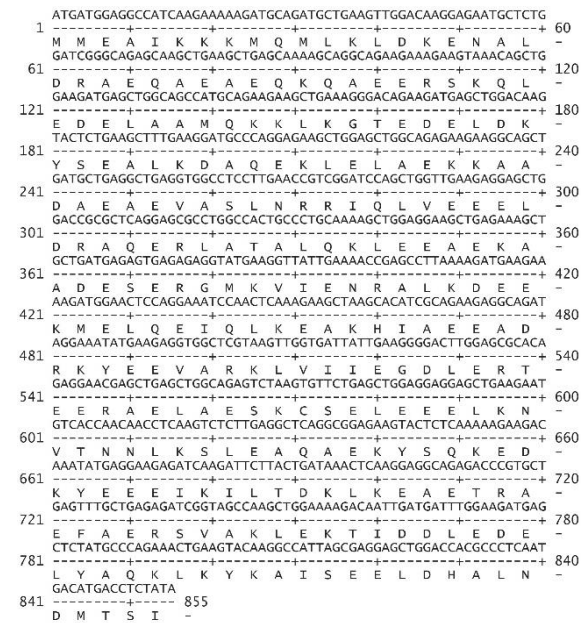 ATGATGGAGGCCATCAAGAAAAAGATGCAGATGCTGAAGTTGGACAAGGAGAATGCTCTG
1 ---------+---------+---------+---------+---------+---------+ 60
M M E A I K K K M Q M L K L D K E N A L -
GATCGGGCAGAGCAAGCTGAAGCTGAGCAAAAGCAGGCAGAAGAAAGAAGTAAACAGCTG
61 ---------+---------+---------+---------+---------+---------+ 120
D R A E Q A E A E Q K Q A E E R S K Q L -
GAAGATGAGCTGGCAGCCATGCAGAAGAAGCTGAAAGGGACAGAAGATGAGCTGGACAAG
121 ---------+---------+---------+---------+---------+---------+ 180
E D E L A A M Q K K L K G T E D E L D K -
TACTCTGAAGCTTTGAAGGATGCCCAGGAGAAGCTGGAGCTGGCAGAGAAGAAGGCAGCT
181 ---------+---------+---------+---------+---------+---------+ 240
Y S E A L K D A Q E K L E L A E K K A A -
GATGCTGAGGCTGAGGTGGCCTCCTTGAACCGTCGGATCCAGCTGGTTGAAGAGGAGCTG
241 ---------+---------+---------+---------+---------+---------+ 300
D A E A E V A S L N R R I Q L V E E E L -
GACCGCGCTCAGGAGCGCCTGGCCACTGCCCTGCAAAAGCTGGAGGAAGCTGAGAAAGCT
301 ---------+---------+---------+---------+---------+---------+ 360
D R A Q E R L A T A L Q K L E E A E K A -
GCTGATGAGAGTGAGAGAGGTATGAAGGTTATTGAAAACCGAGCCTTAAAAGATGAAGAA
361 ---------+---------+---------+---------+---------+---------+ 420
A D E S E R G M K V I E N R A L K D E E -
AAGATGGAACTCCAGGAAATCCAACTCAAAGAAGCTAAGCACATCGCAGAAGAGGCAGAT
421 ---------+---------+---------+---------+---------+---------+ 480
K M E L Q E I Q L K E A K H I A E E A D -
AGGAAATATGAAGAGGTGGCTCGTAAGTTGGTGATTATTGAAGGGGACTTGGAGCGCACA
481 ---------+---------+---------+---------+---------+---------+ 540
R K Y E E V A R K L V I I E G D L E R T -
GAGGAACGAGCTGAGCTGGCAGAGTCTAAGTGTTCTGAGCTGGAGGAGGAGCTGAAGAAT
541 ---------+---------+---------+---------+---------+---------+ 600
E E R A E L A E S K C S E L E E E L K N -
GTCACCAACAACCTCAAGTCTCTTGAGGCTCAGGCGGAGAAGTACTCTCAAAAAGAAGAC
601 ---------+---------+---------+---------+---------+---------+ 660
V T N N L K S L E A Q A E K Y S Q K E D -
AAATATGAGGAAGAGATCAAGATTCTTACTGATAAACTCAAGGAGGCAGAGACCCGTGCT
661 ---------+---------+---------+---------+---------+---------+ 720
K Y E E E I K I L T D K L K E A E T R A -
GAGTTTGCTGAGAGATCGGTAGCCAAGCTGGAAAAGACAATTGATGATTTGGAAGATGAG
721 ---------+---------+---------+---------+---------+---------+ 780
E F A E R S V A K L E K T I D D L E D E -
CTCTATGCCCAGAAACTGAAGTACAAGGCCATTAGCGAGGAGCTGGACCACGCCCTCAAT
781 ---------+---------+---------+---------+---------+---------+ 840
L Y A Q K L K Y K A I S E E L D H A L N -
GACATGACCTCTATA
841 ---------+----- 855
D M T S I -